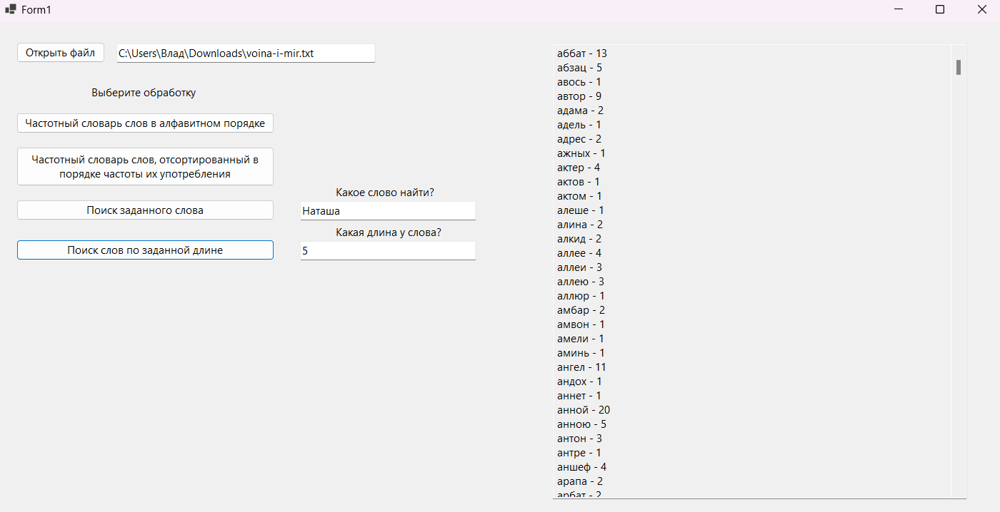 Form1
Открыть файл
C:\Users\Влад\Downloads\voina-i-mir.txt
Выберите обработку
Частотный словарь слов в алфавитном порядке
Частотный словарь слов, отсортированный в
порядке частоты их употребления
Поиск заданного слова
Поиск слов по заданной длине
Какое слово найти?
Наташа
Какая длина у слова?
5
аббат - 13
абзац - 5
авось - 1
автор - 9
адама - 2
адель - 1
адрес - 2
ажных - 1
актер - 4
актов - 1
актом - 1
алеше - 1
алина - 2
алкид - 2
аллее - 4
аллеи - 3
аллею - 3
аллюр - 1
амбар - 2
амвон - 1
амели - 1
аминь - 1
ангел - 11
андох - 1
аннет - 1
анной - 20
анною - 5
антон - 3
антре - 1
аншеф - 4
арапа - 2
арбат - 2